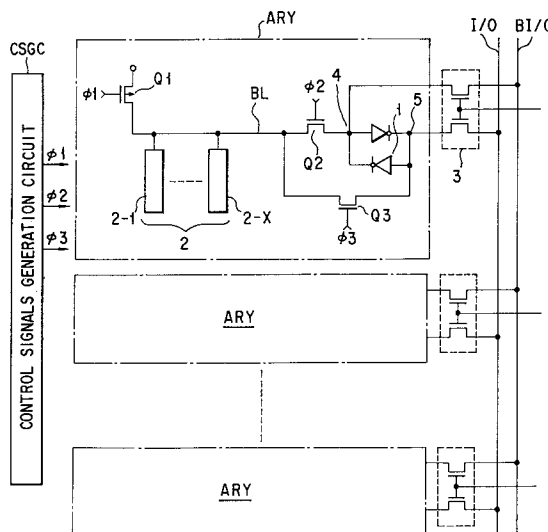 ARY
I/O BI/O
CSGC
Q1
φ1
BL
φ2
4
1
5
Q2
3
Q3
φ3
2-1
2-X
2
CONTROL SIGNALS GENERATION CIRCUIT
φ1
φ2
φ3
ARY
ARY